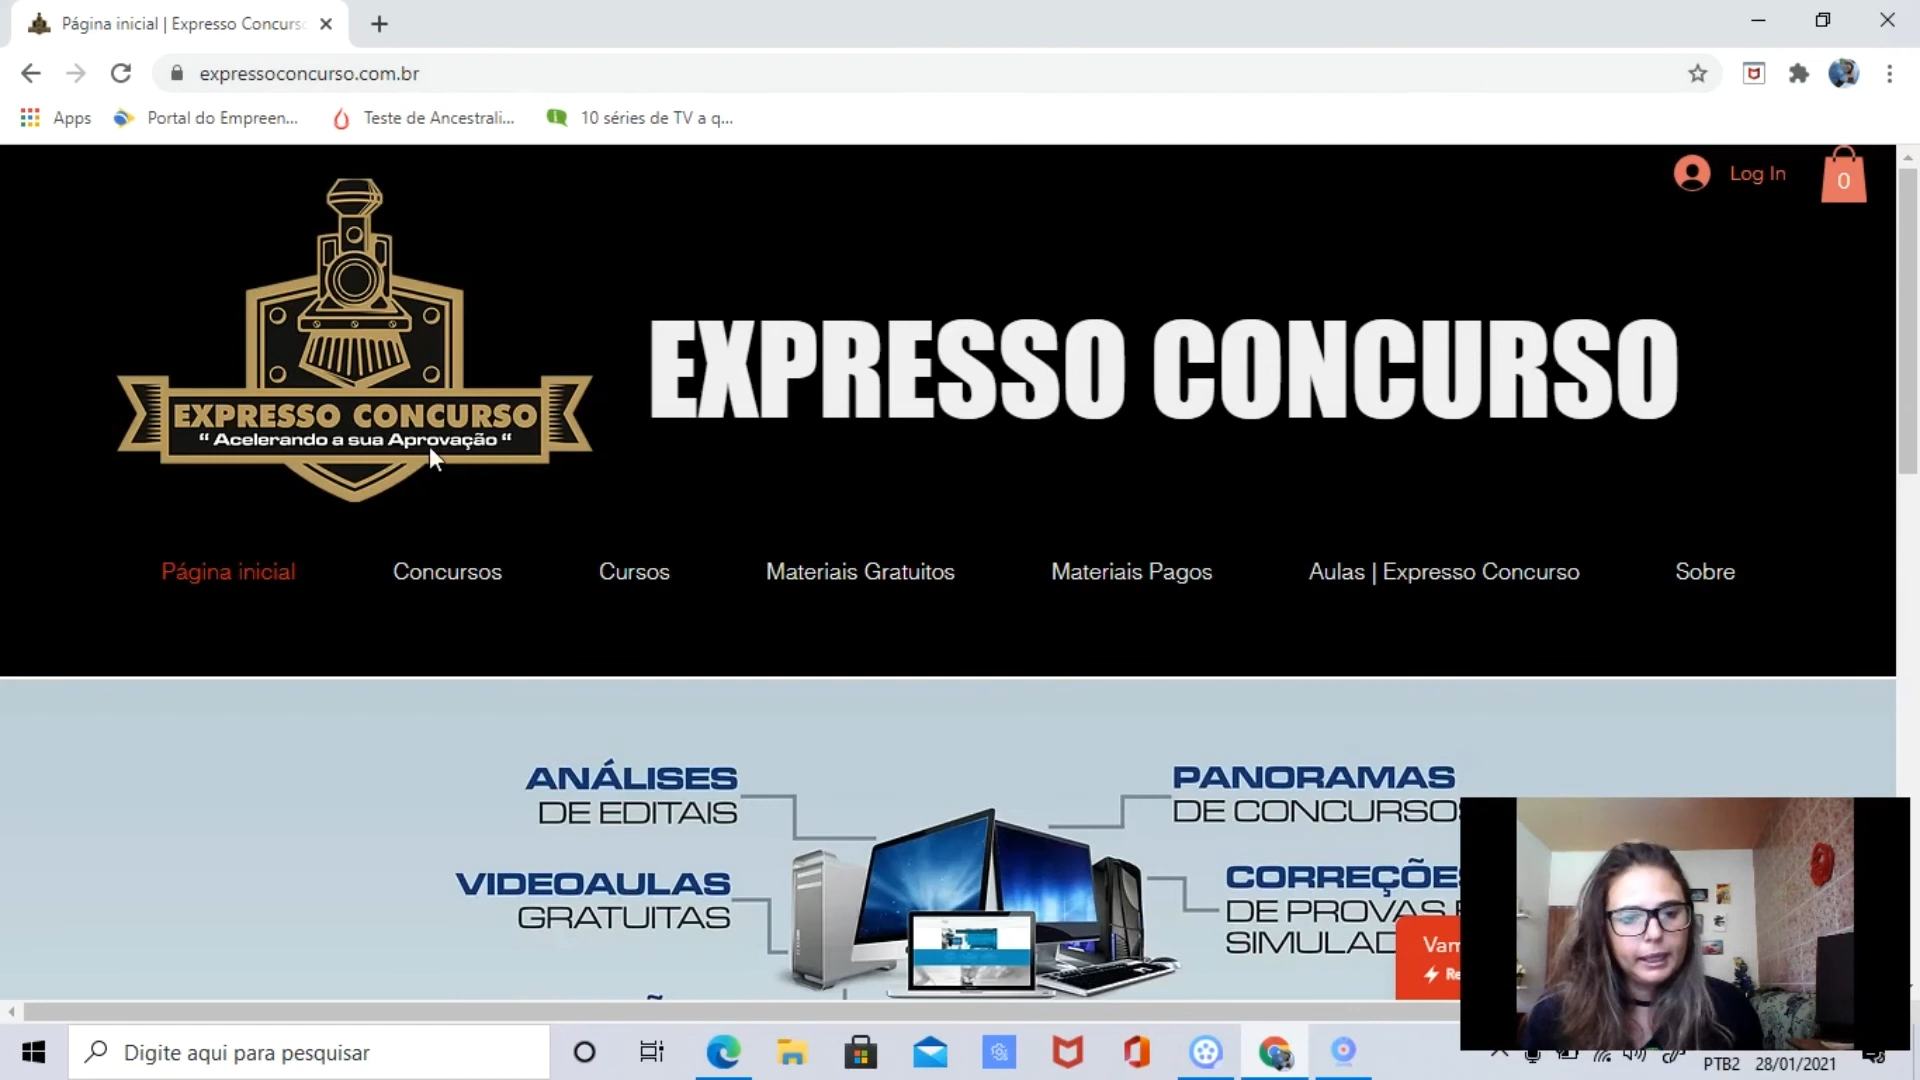 Página inicial | Expresso Concurs
expressoconcurso.com.br
Apps
Portal do Empreen...
Teste de Ancestrali...
10 séries de TV a q...
Log In
0
EXPRESSO CONCURSO
“ Acelerando a sua Aprovação “
EXPRESSO CONCURSO
Página inicial
Concursos
Cursos
Materiais Gratuitos
Materiais Pagos
Aulas | Expresso Concurso
Sobre
ANÁLISES
DE EDITAIS
VIDEOAULAS
GRATUITAS
PANORAMAS
DE CONCURSOS
CORREÇÕE
DE PROVAS E
SIMULAD
Vam
Re
Digite aqui para pesquisar
PTB2
28/01/2021